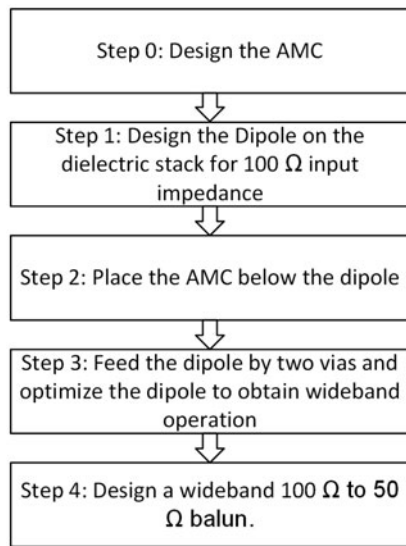 Step 0: Design the AMC
Step 1: Design the Dipole on the
dielectric stack for 100 Ω input
impedance
Step 2: Place the AMC below the dipole
Step 3: Feed the dipole by two vias and
optimize the dipole to obtain wideband
operation
Step 4: Design a wideband 100 Ω to 50
Ω balun.